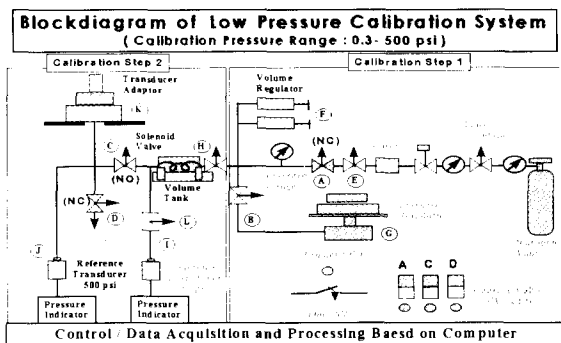 Blockdiagram of Low Pressure Calibration System
( Calibration Pressure Range : 0.3- 500 psi )
Calibration Step 2
Calibration Step 1
Transducer
Adaptor
K
Volume
Regulator
F
Solenoid
Valve
C
H
(NC)
(NO)
Volume
Tank
A
E
(NC)
D
L
B
G
I
J
Reference
Transducer
500 psi
A C D
Pressure
Indicator
Pressure
Indicator
Control / Data Acquisition and Processing Baesd on Computer